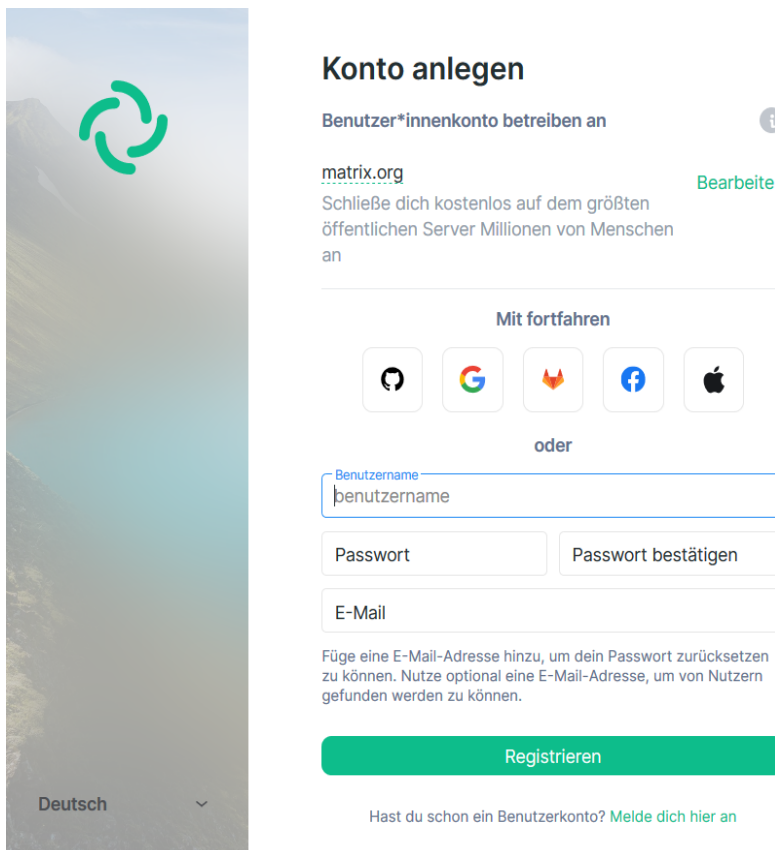 Konto anlegen
Benutzer*innenkonto betreiben an
matrix.org
Bearbeite
Schließe dich kostenlos auf dem größten
öffentlichen Server Millionen von Menschen
an
Mit fortfahren
oder
Benutzername
benutzername
Passwort
Passwort bestätigen
E-Mail
Füge eine E-Mail-Adresse hinzu, um dein Passwort zurücksetzen
zu können. Nutze optional eine E-Mail-Adresse, um von Nutzern
gefunden werden zu können.
Registrieren
Deutsch
Hast du schon ein Benutzerkonto? Melde dich hier an